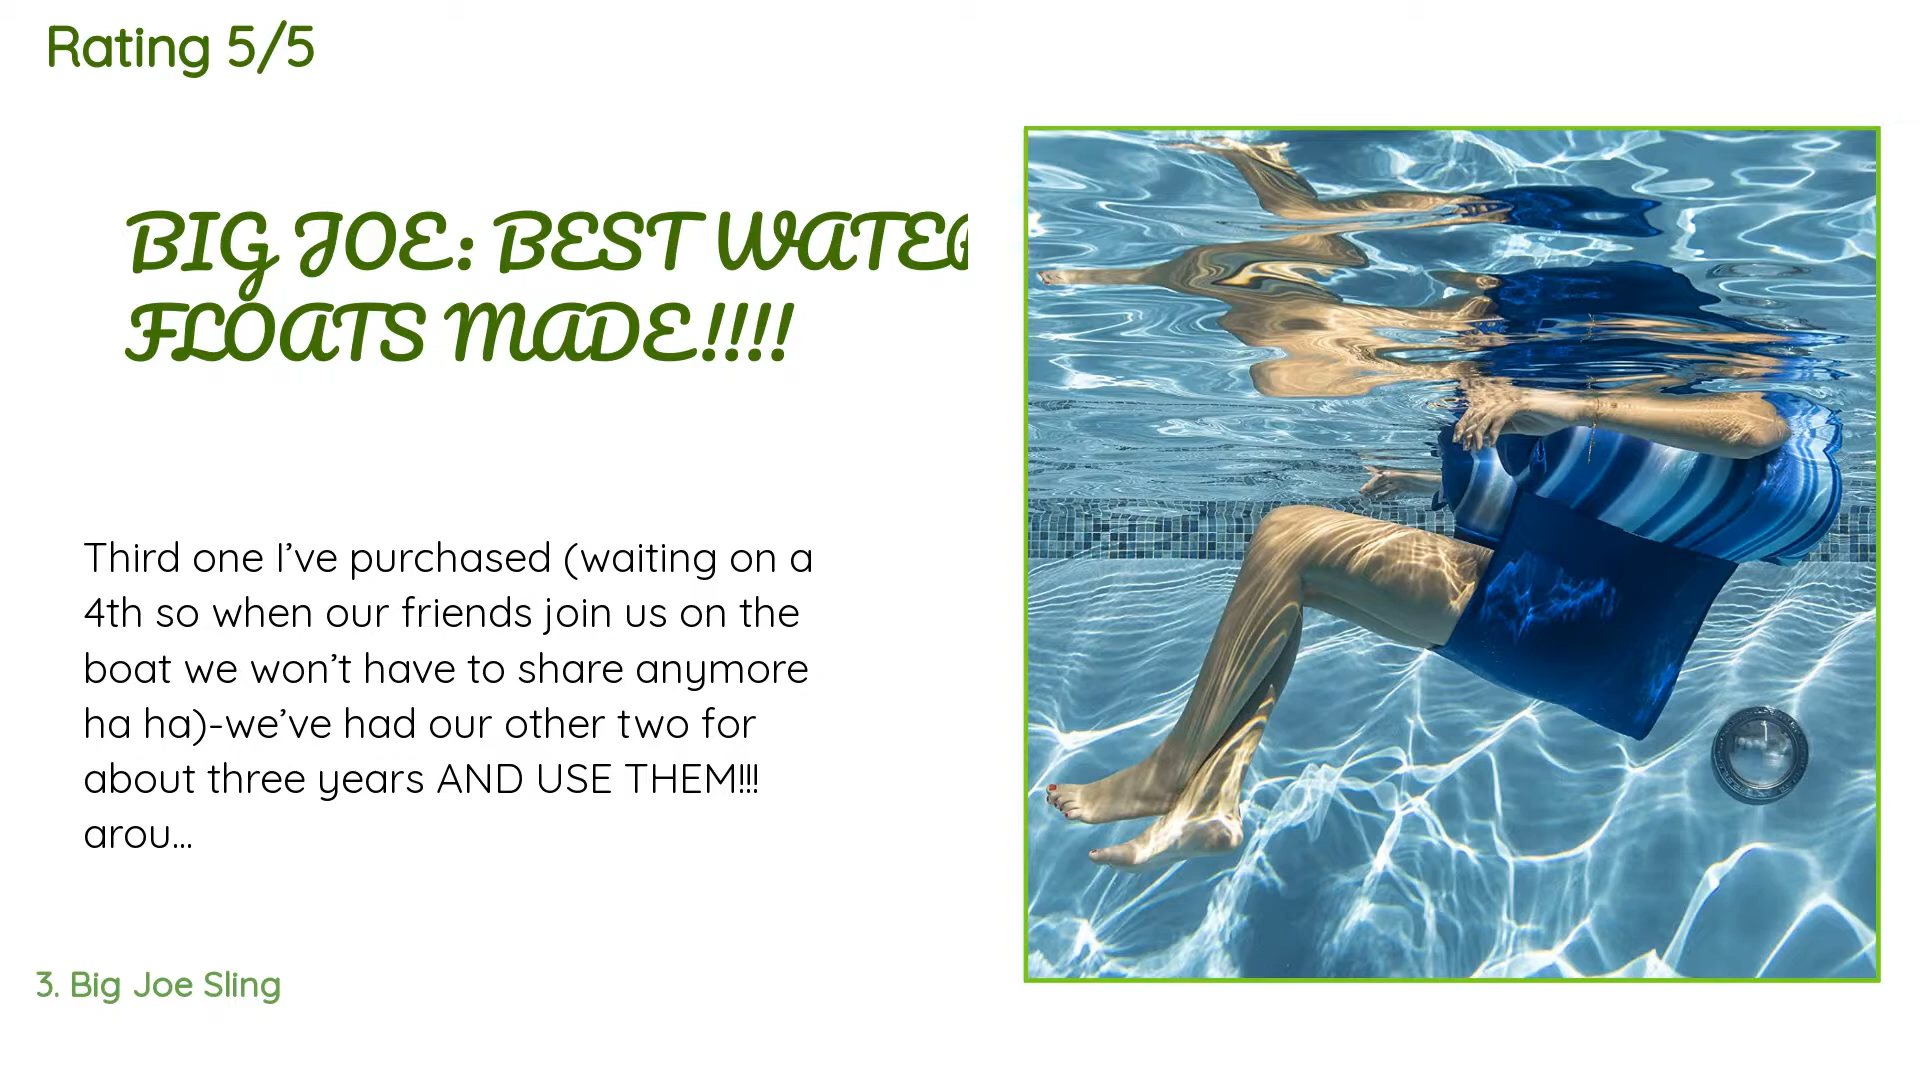 Rating 5/5
BIG JOE: BEST WATER
FLOATS MADE!!!!
Third one I’ve purchased (waiting on a
4th so when our friends join us on the
boat we won’t have to share anymore
ha ha)-we’ve had our other two for
about three years AND USE THEM!!!
arou...
3. Big Joe Sling